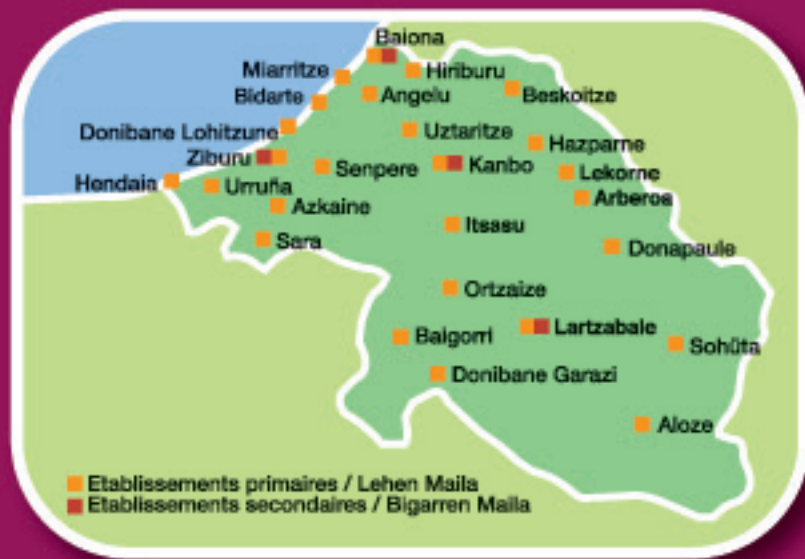 Baiona
Miarritze
Hiriburu
Bidarte
Angelu
Beskoitze
Donibane Lohitzune
Uztaritze
Hazparne
Ziburu
Senpere
Kanbo
Lekorne
Hendaia
Urruña
Arberoa
Azkaine
Itsasu
Sara
Donapaule
Ortzaize
Baigorri
Lartzabale
Sohüta
Donibane Garazi
Aloze
Etablissements primaires / Lehen Maila
Etablissements secondaires / Bigarren Maila